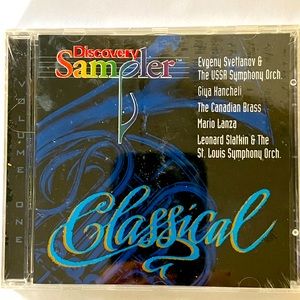 Discovery
Sampler™
Evgeny Svetlanov &
The USSR Symphony Orch.
Giya Kancheli
The Canadian Brass
Mario Lanza
Leonard Slatkin & The
St. Louis Symphony Orch.
VOLUME ONE
Classical